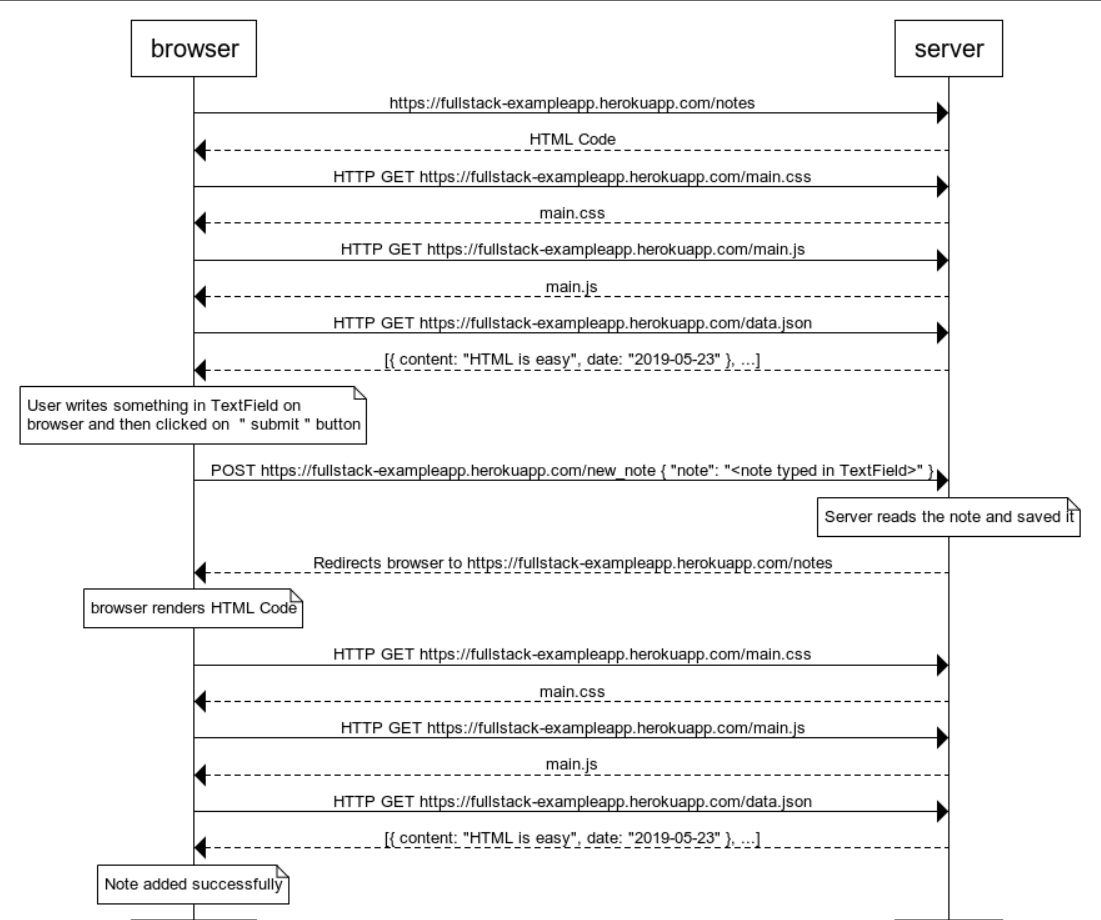 browser
server
https://fullstack-exampleapp.herokuapp.com/notes
HTML Code
HTTP GET https://fullstack-exampleapp.herokuapp.com/main.css
main.css
HTTP GET https://fullstack-exampleapp.herokuapp.com/main.js
main.js
HTTP GET https://fullstack-exampleapp.herokuapp.com/data.json
[{ content: "HTML is easy", date: "2019-05-23" }, ...]
User writes something in TextField on
browser and then clicked on " submit " button
POST https://fullstack-exampleapp.herokuapp.com/new_note { "note": "<note typed in TextField>" }
Server reads the note and saved it
Redirects browser to https://fullstack-exampleapp.herokuapp.com/notes
browser renders HTML Code
HTTP GET https://fullstack-exampleapp.herokuapp.com/main.css
main.css
HTTP GET https://fullstack-exampleapp.herokuapp.com/main.js
main.js
HTTP GET https://fullstack-exampleapp.herokuapp.com/data.json
[{ content: "HTML is easy", date: "2019-05-23" }, ...]
Note added successfully